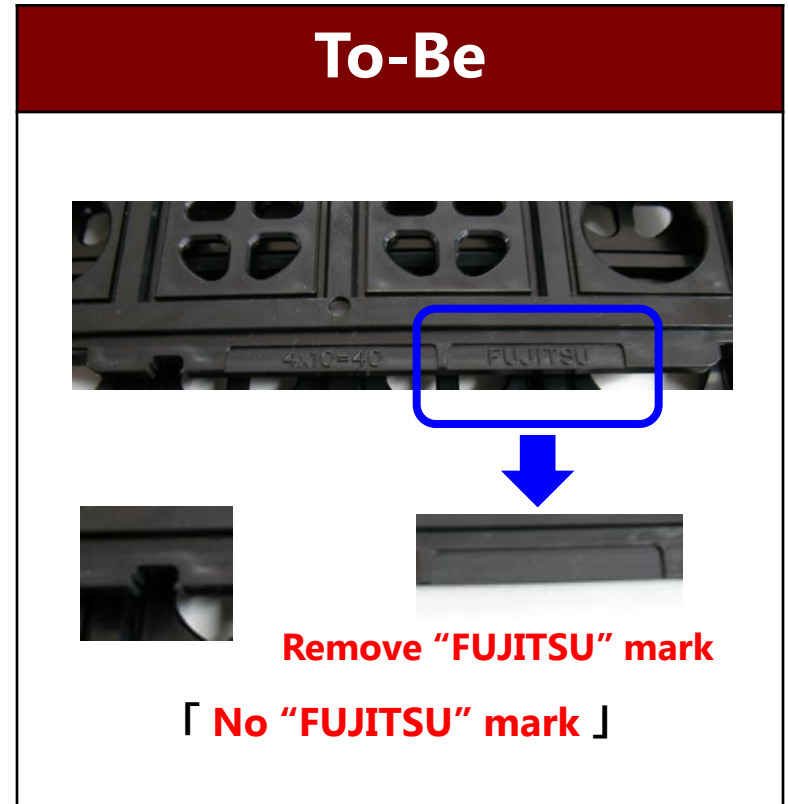 To-Be
4x10=40
FUJITSU
Remove “FUJITSU” mark
「 No “FUJITSU” mark 」